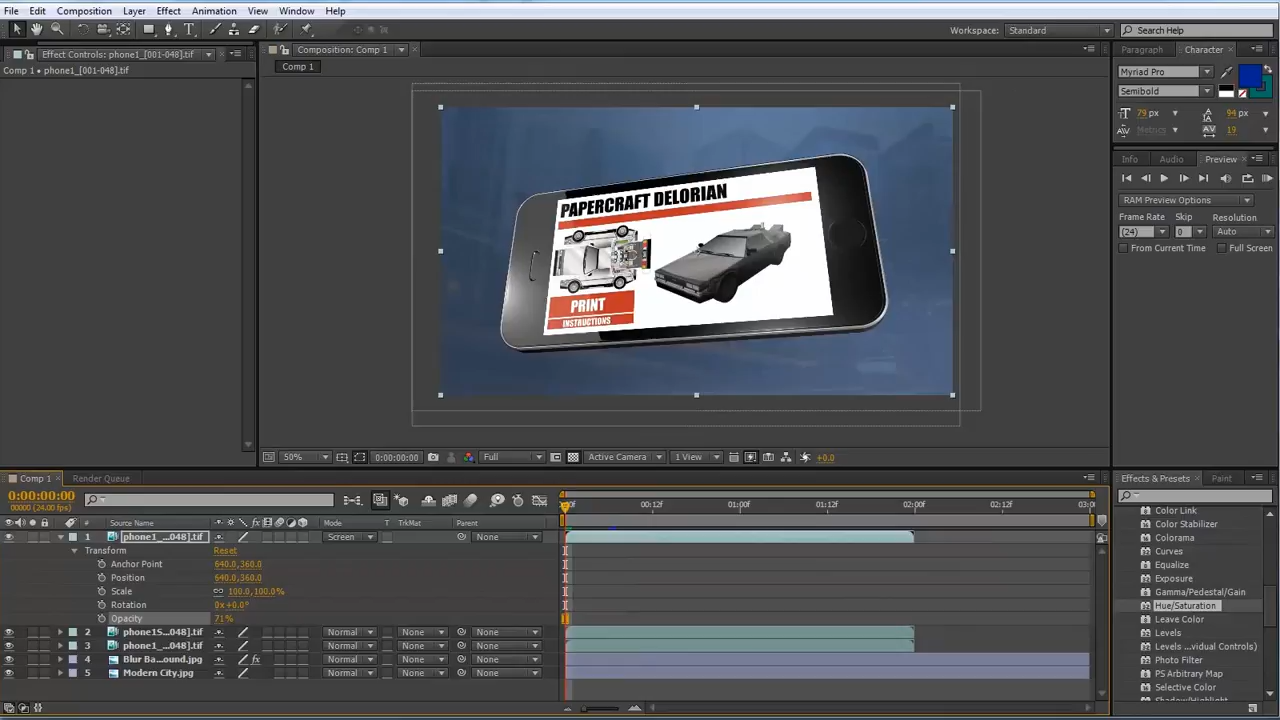 File Edit Composition Layer Effect Animation View Window Help
Workspace: Standard Search Help
Effect Controls: phone1_[001-048].tif
Comp 1 • phone1_[001-048].tif
Composition: Comp 1
Comp 1
Paragraph Character
Myriad Pro
Semibold
79 px 94 px
Metrics 19
Info Audio Preview
RAM Preview Options
Frame Rate Skip Resolution
(24) 0 Auto
From Current Time Full Screen
PAPERCRAFT DELORIAN
PRINT
INSTRUCTIONS
50% 0:00:00:00 Full Active Camera 1 View +0.0
Comp 1 Render Queue
0:00:00:00
00000 (24.00 fps)
:00f 00:12f 01:00f 01:12f 02:00f 03:0
# Source Name Mode T TrkMat Parent
1 phone1_...048].tif Screen None
Transform Reset
Anchor Point 640.0,360.0
Position 640.0,360.0
Scale 100.0,100.0%
Rotation 0x+0.0°
Opacity 71%
2 phone1S...048].tif Normal None None
3 phone1_...048].tif Normal None None
4 Blur Ba...ound.jpg Normal None None
5 Modern City.jpg Normal None None
Effects & Presets Paint
Color Link
Color Stabilizer
Colorama
Curves
Equalize
Exposure
Gamma/Pedestal/Gain
Hue/Saturation
Leave Color
Levels
Levels ...vidual Controls)
Photo Filter
PS Arbitrary Map
Selective Color
Shadow/Highlight